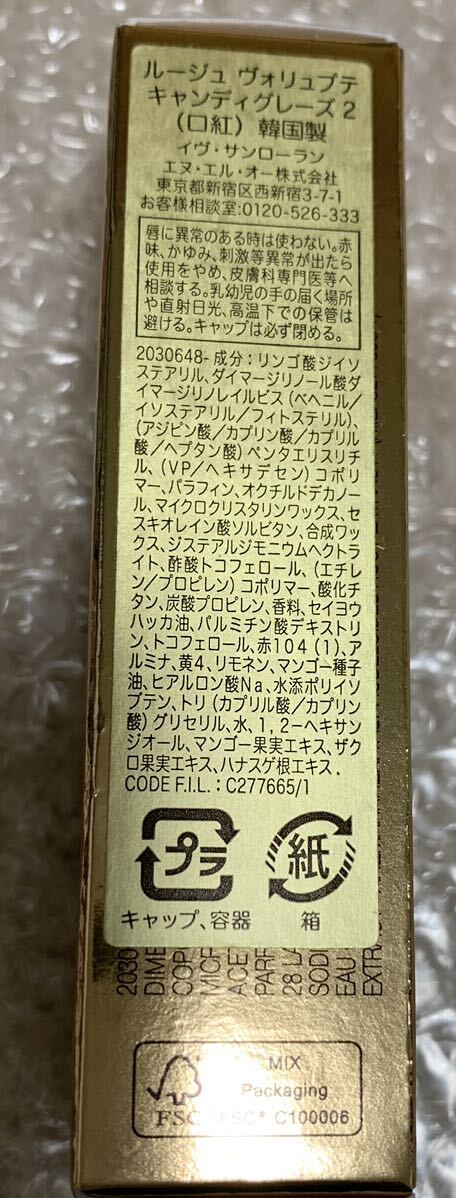 ルージュ ヴォリュプテ
キャンディグレーズ 2
（口紅）韓国製
イヴ・サンローラン
エヌ・エル・オー株式会社
東京都新宿区西新宿3-7-1
お客様相談室:0120-526-333
唇に異常のある時は使わない。赤
味、かゆみ、刺激等異常が出たら
使用をやめ、皮膚科専門医等へ
相談する。乳幼児の手の届く場所
や直射日光、高温下での保管は
避ける。キャップは必ず閉める。
2030648- 成分：リンゴ酸ジイソ
ステアリル、ダイマージリノール酸ダ
イマージリノレイルビス（ベヘニル／
イソステアリル／フィトステリル）、
（アジピン酸／カプリン酸／カプリル
酸／ヘプタン酸）ペンタエリスリチ
ル、（VP／ヘキサデセン）コポリ
マー、パラフィン、オクチルドデカノー
ル、マイクロクリスタリンワックス、セ
スキオレイン酸ソルビタン、合成ワッ
クス、ジステアルジモニウムヘクトラ
イト、酢酸トコフェロール、（エチレ
ン／プロピレン）コポリマー、酸化チ
タン、炭酸プロピレン、香料、セイヨウ
ハッカ油、パルミチン酸デキストリ
ン、トコフェロール、赤104（1）、ア
ルミナ、黄4、リモネン、マンゴー種子
油、ヒアルロン酸Na、水添ポリイソ
ブテン、トリ（カプリル酸／カプリン
酸）グリセリル、水、1，2－ヘキサン
ジオール、マンゴー果実エキス、ザク
ロ果実エキス、ハナスゲ根エキス．
CODE F.I.L. : C277665/1
プラ
紙
キャップ、容器
箱
2030
DIME
COP
MICR
ACE
PARF
28 LA
SOD
EAU
EXTRA
MIX
Packaging
FSC
FSC® C100006